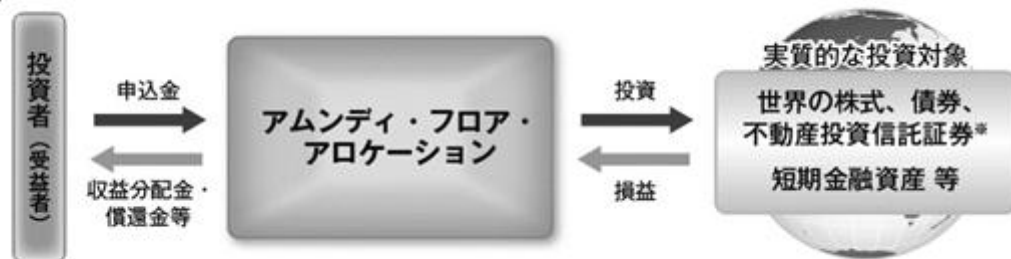 投資者（受益者）
申込金
収益分配金・
償還金等
アムンディ・フロア・
アロケーション
投資
損益
実質的な投資対象
世界の株式、債券、
不動産投資信託証券※
短期金融資産 等